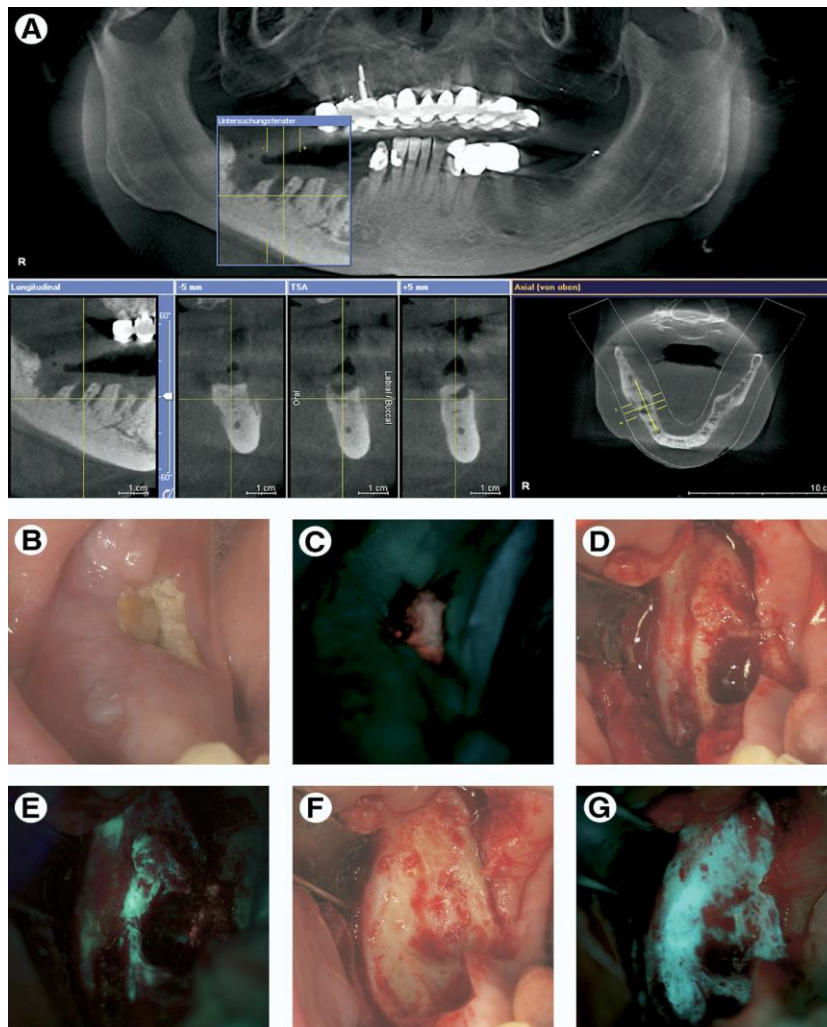 A
Untersuchungsfenster
R
Longitudinal
-5 mm
TSA
+5 mm
Axial (von oben)
60°
-60°
Labial / Buccal
1 cm
1 cm
1 cm
1 cm
R
B
C
D
E
F
G